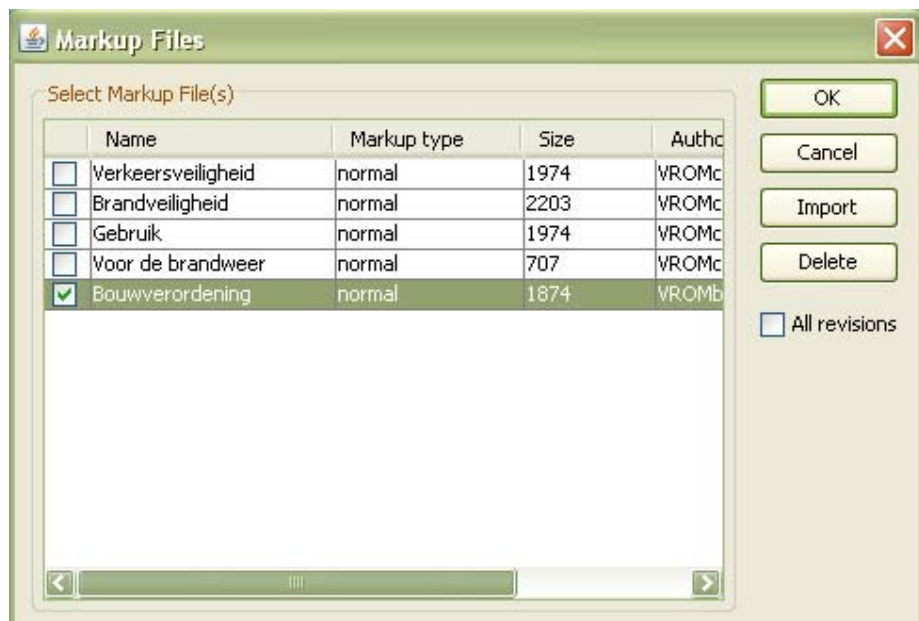 Markup Files
Select Markup File(s)
OK
Cancel
Import
Delete
All revisions
Name Markup type Size Autho
Verkeersveiligheid normal 1974 VROMc
Brandveiligheid normal 2203 VROMc
Gebruik normal 1974 VROMc
Voor de brandweer normal 707 VROMc
Bouwverordening normal 1874 VROMb